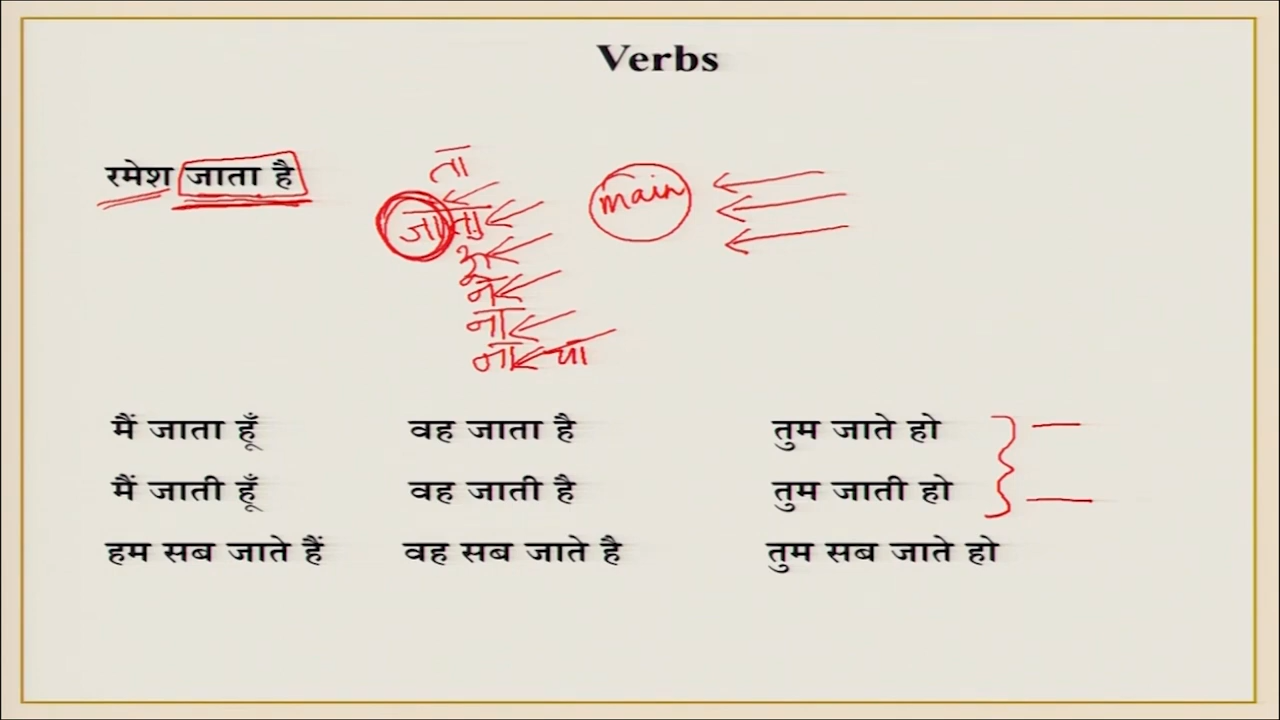 Verbs
रमेश जाता है
ता
जाता
main
ने
ना
मैं जाता हूँ वह जाता है तुम जाते हो
मैं जाती हूँ वह जाती है तुम जाती हो
हम सब जाते हैं वह सब जाते है तुम सब जाते हो